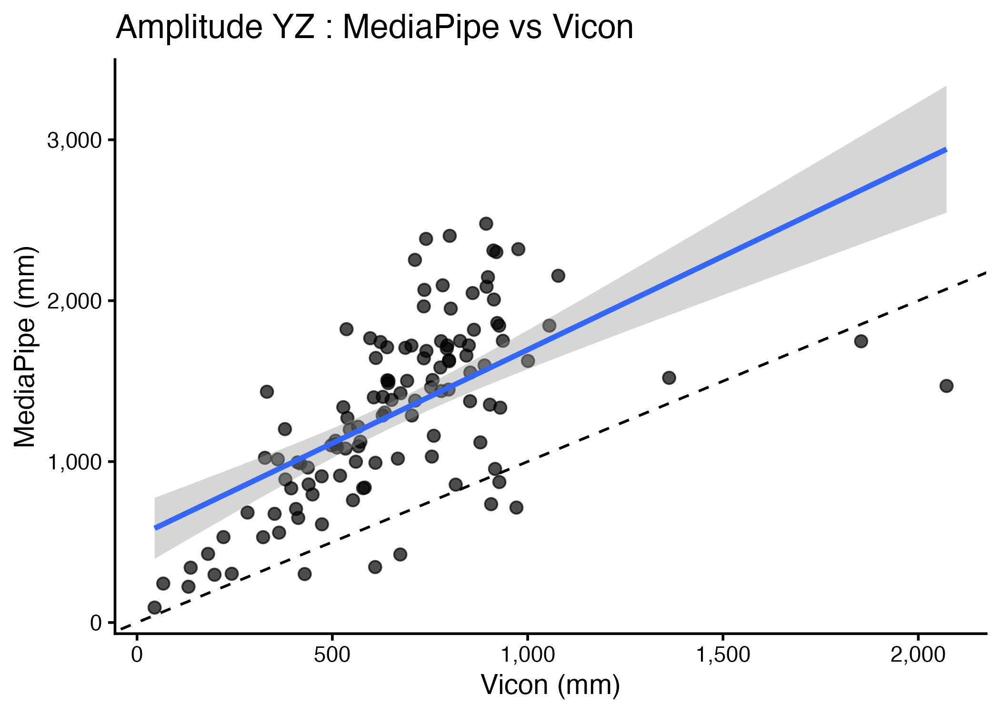 Amplitude YZ : MediaPipe vs Vicon
MediaPipe (mm)
3,000
2,000
1,000
0
0 500 1,000 1,500 2,000
Vicon (mm)